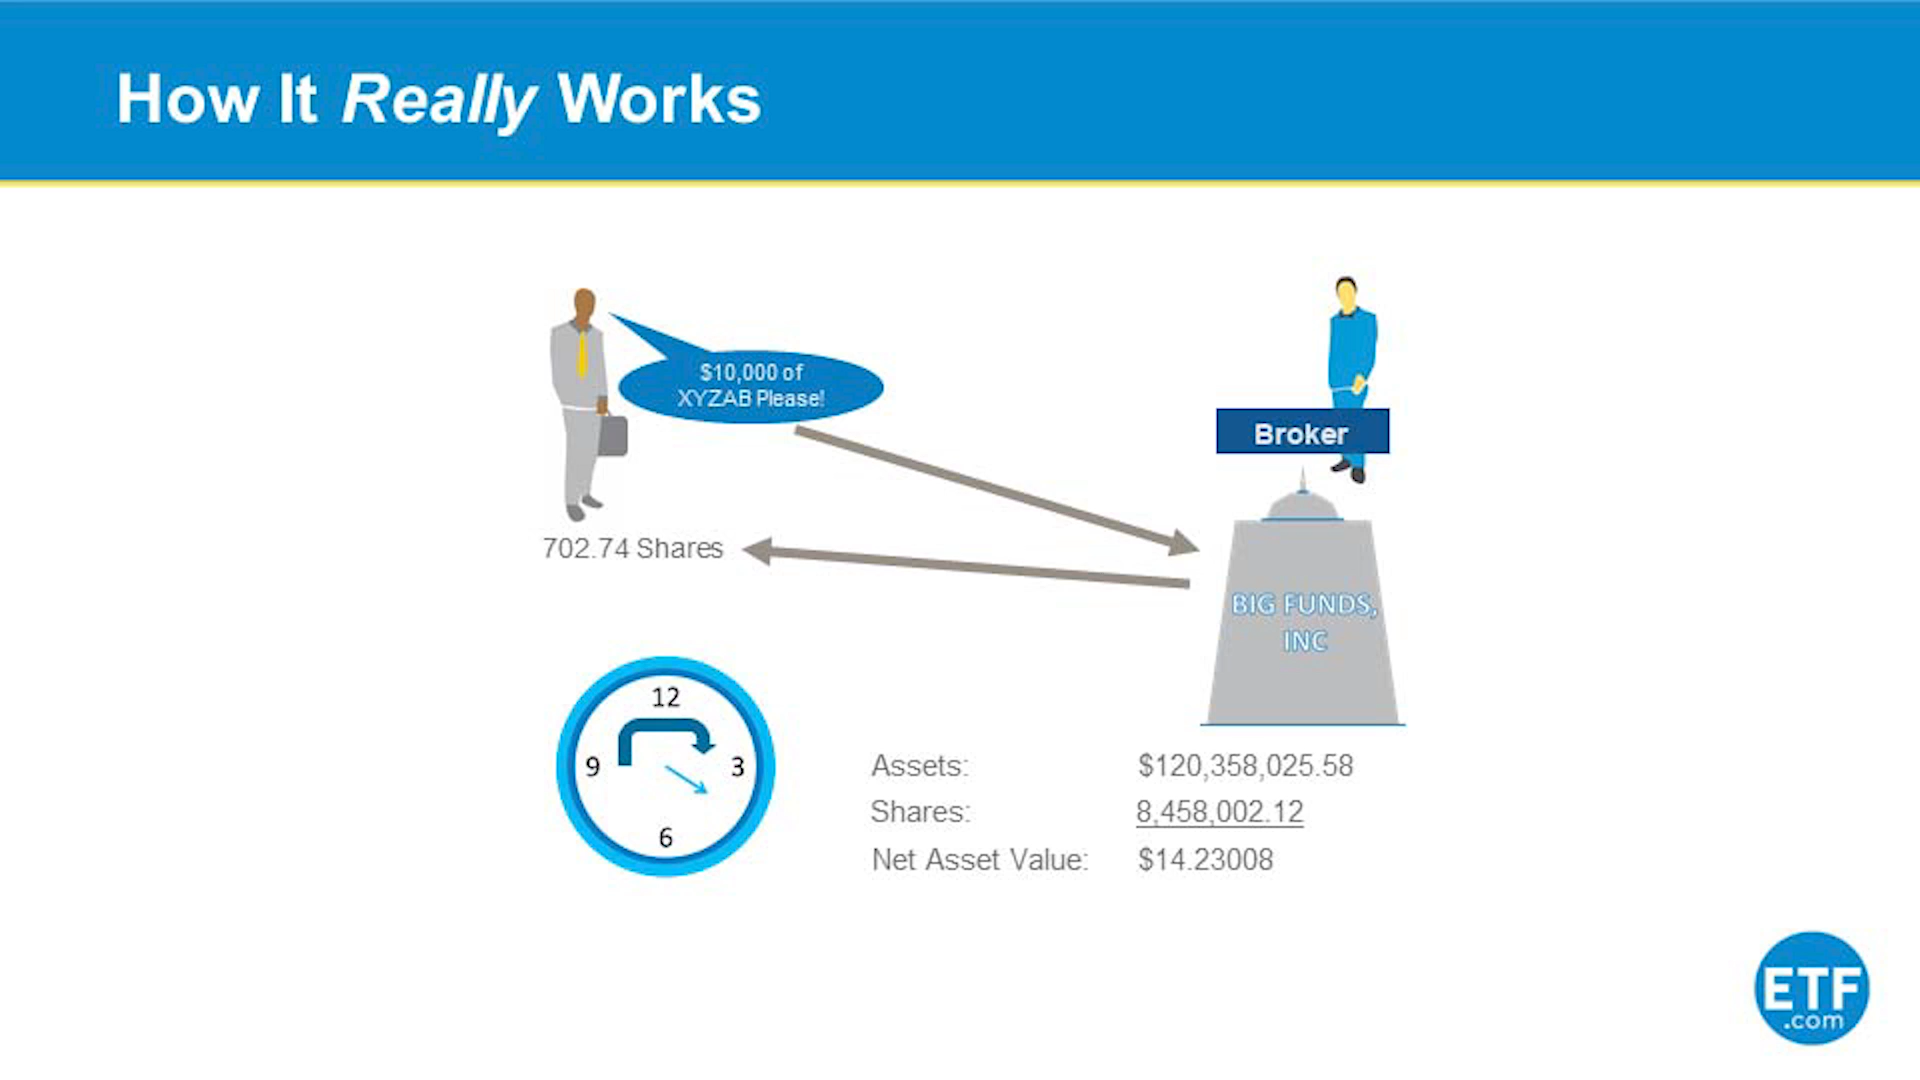 How It Really Works
$10,000 of
XYZAB Please!
Broker
702.74 Shares
BIG FUNDS,
INC
12
9
3
6
Assets: $120,358,025.58
Shares: 8,458,002.12
Net Asset Value: $14.23008
ETF
.com